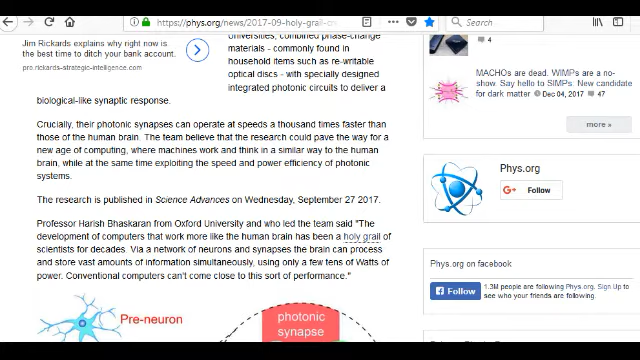 https://phys.org/news/2017-09-holy-grail-cr
Search
Jim Rickards explains why right now is
the best time to ditch your bank account.
pro.rickards-strategic-intelligence.com
universities, combined phase-change
materials - commonly found in
household items such as re-writable
optical discs - with specially designed
integrated photonic circuits to deliver a
biological-like synaptic response.
Crucially, their photonic synapses can operate at speeds a thousand times faster than
those of the human brain. The team believe that the research could pave the way for a
new age of computing, where machines work and think in a similar way to the human
brain, while at the same time exploiting the speed and power efficiency of photonic
systems.
The research is published in Science Advances on Wednesday, September 27 2017.
Professor Harish Bhaskaran from Oxford University and who led the team said "The
development of computers that work more like the human brain has been a holy grail of
scientists for decades. Via a network of neurons and synapses the brain can process
and store vast amounts of information simultaneously, using only a few tens of Watts of
power. Conventional computers can't come close to this sort of performance."
Pre-neuron
photonic
synapse
4
MACHOs are dead. WIMPs are a no-
show. Say hello to SIMPs. New candidate
for dark matter Dec 04, 2017 47
more »
Phys.org
G+ Follow
Phys.org on facebook
Follow
1.3M people are following Phys.org. Sign Up to
see who your friends are following.